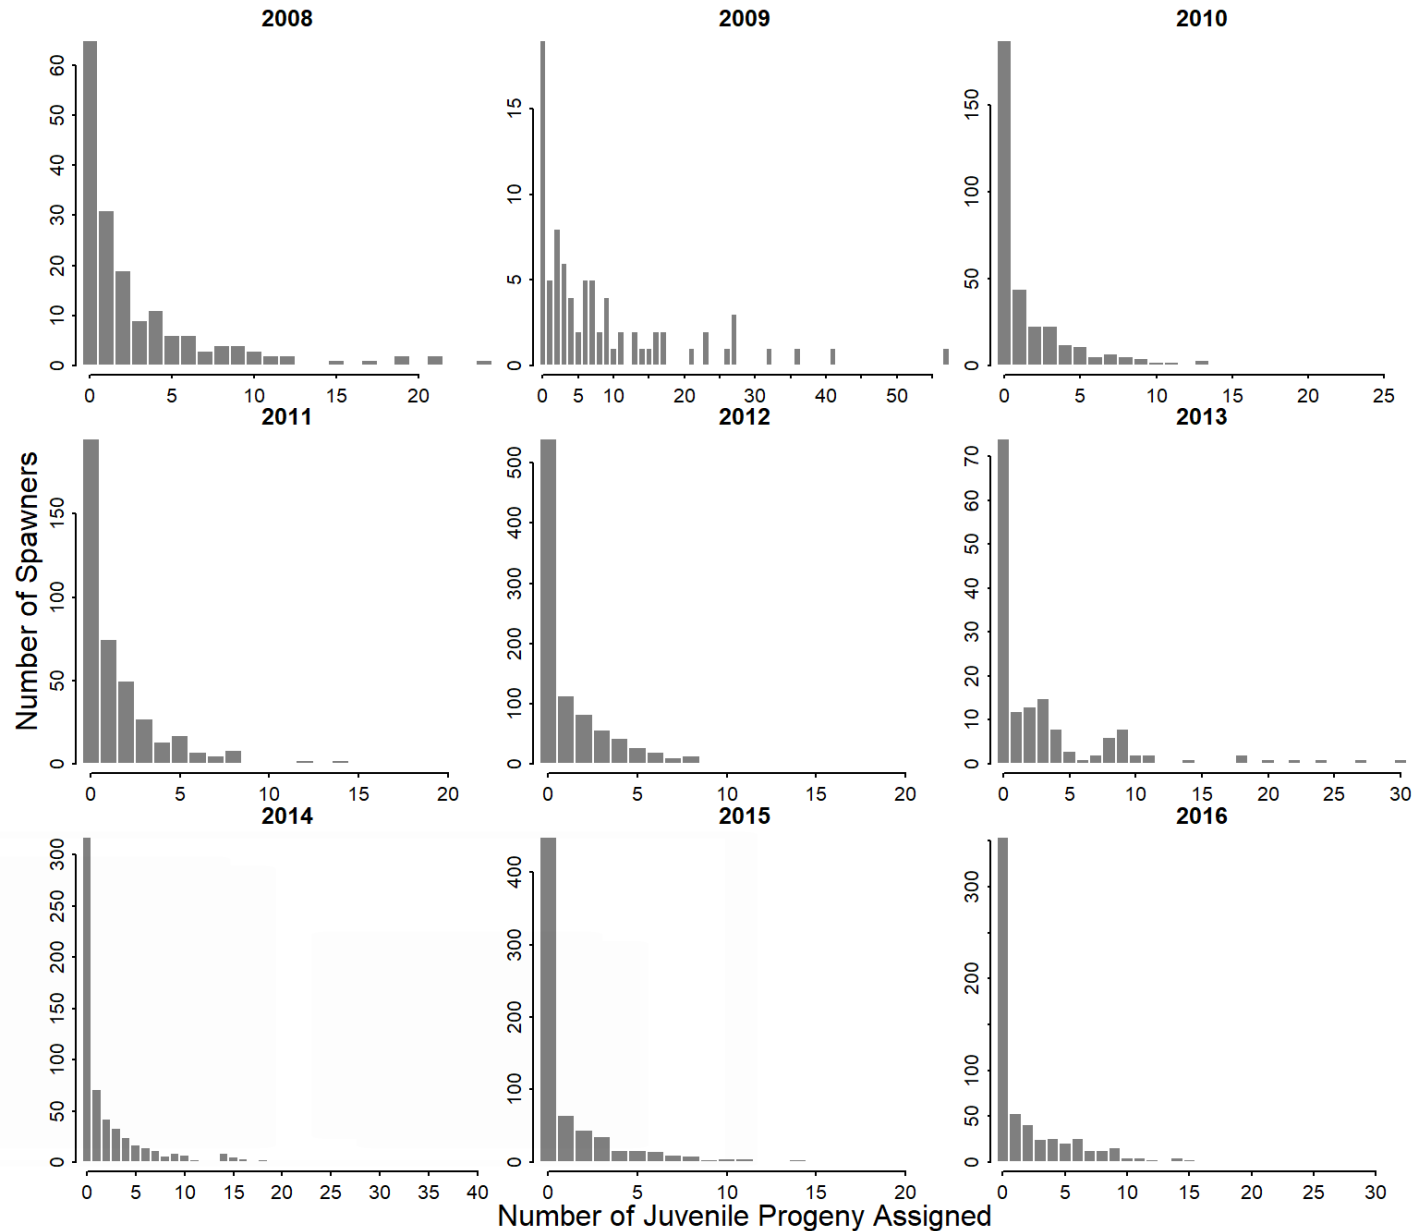 2008 2009 2010
60 50 40 30 20 10 0
0 5 10 15 20
15 10 5 0
0 5 10 20 30 40 50
150 100 50 0
0 5 10 15 20 25
2011 2012 2013
Number of Spawners
150 100 50 0
0 5 10 15 20
500 400 300 200 100 0
0 5 10 15 20
70 60 50 40 30 20 10 0
0 5 10 15 20 25 30
2014 2015 2016
300 250 200 150 100 50 0
0 5 10 15 20 25 30 35 40
400 300 200 100 0
0 5 10 15 20
300 200 100 50 0
0 5 10 15 20 25 30
Number of Juvenile Progeny Assigned